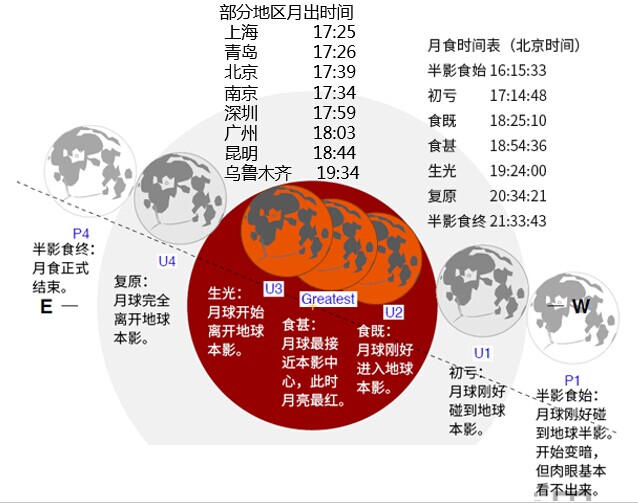 部分地区月出时间
上海 17:25
青岛 17:26
北京 17:39
南京 17:34
深圳 17:59
广州 18:03
昆明 18:44
乌鲁木齐 19:34
月食时间表（北京时间）
半影食始 16:15:33
初亏 17:14:48
食既 18:25:10
食甚 18:54:36
生光 19:24:00
复原 20:34:21
半影食终 21:33:43
P4
半影食终：
月食正式
结束。
E
U4
复原：
月球完全
离开地球
本影。
U3
生光：
月球开始
离开地球
本影。
Greatest
食甚：
月球最接
近本影中
心，此时
月亮最红。
U2
食既：
月球刚好
进入地球
本影。
U1
初亏：
月球刚好
碰到地球
本影。
W
P1
半影食始：
月球刚好碰
到地球半影。
开始变暗，
但肉眼基本
看不出来。